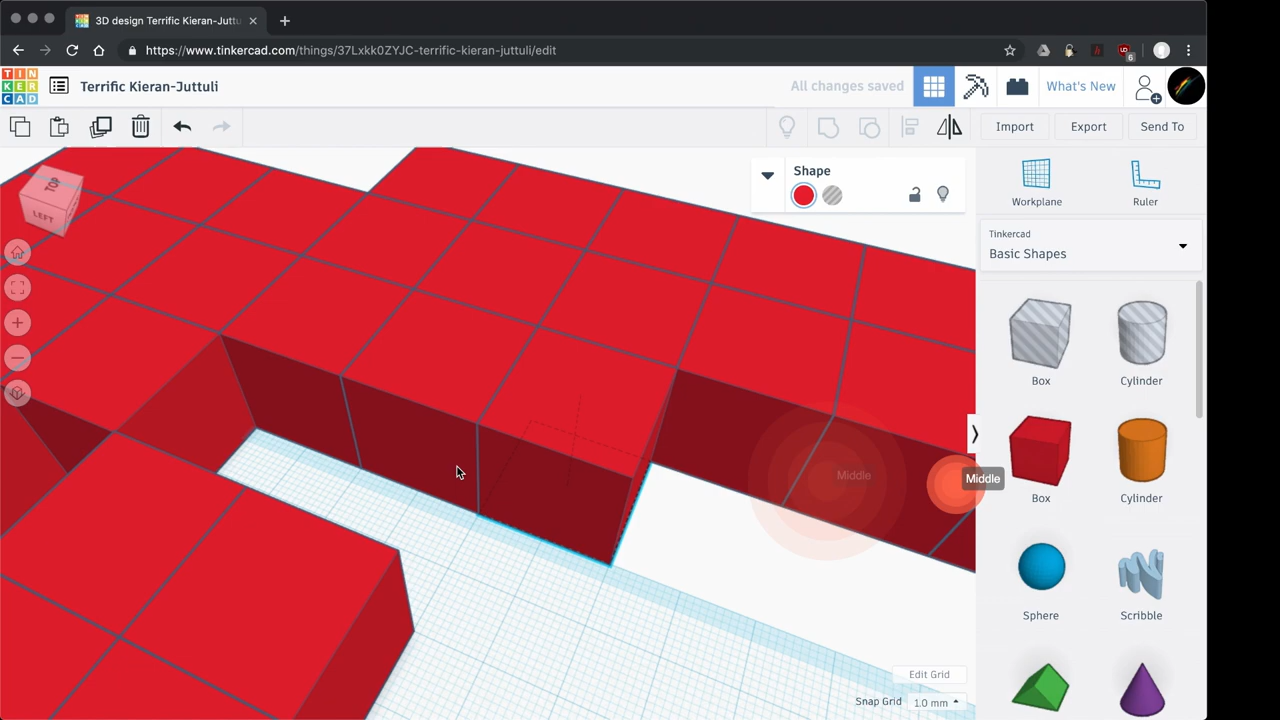 3D design Terrific Kieran-Juttu
https://www.tinkercad.com/things/37Lxkk0ZYJC-terrific-kieran-juttuli/edit
6
TIN
KER
CAD
Terrific Kieran-Juttuli
All changes saved
What's New
Import
Export
Send To
TOP
LEFT
Shape
Workplane
Ruler
Tinkercad
Basic Shapes
Box
Cylinder
Middle
Middle
Box
Cylinder
Sphere
Scribble
Edit Grid
Snap Grid
1.0 mm